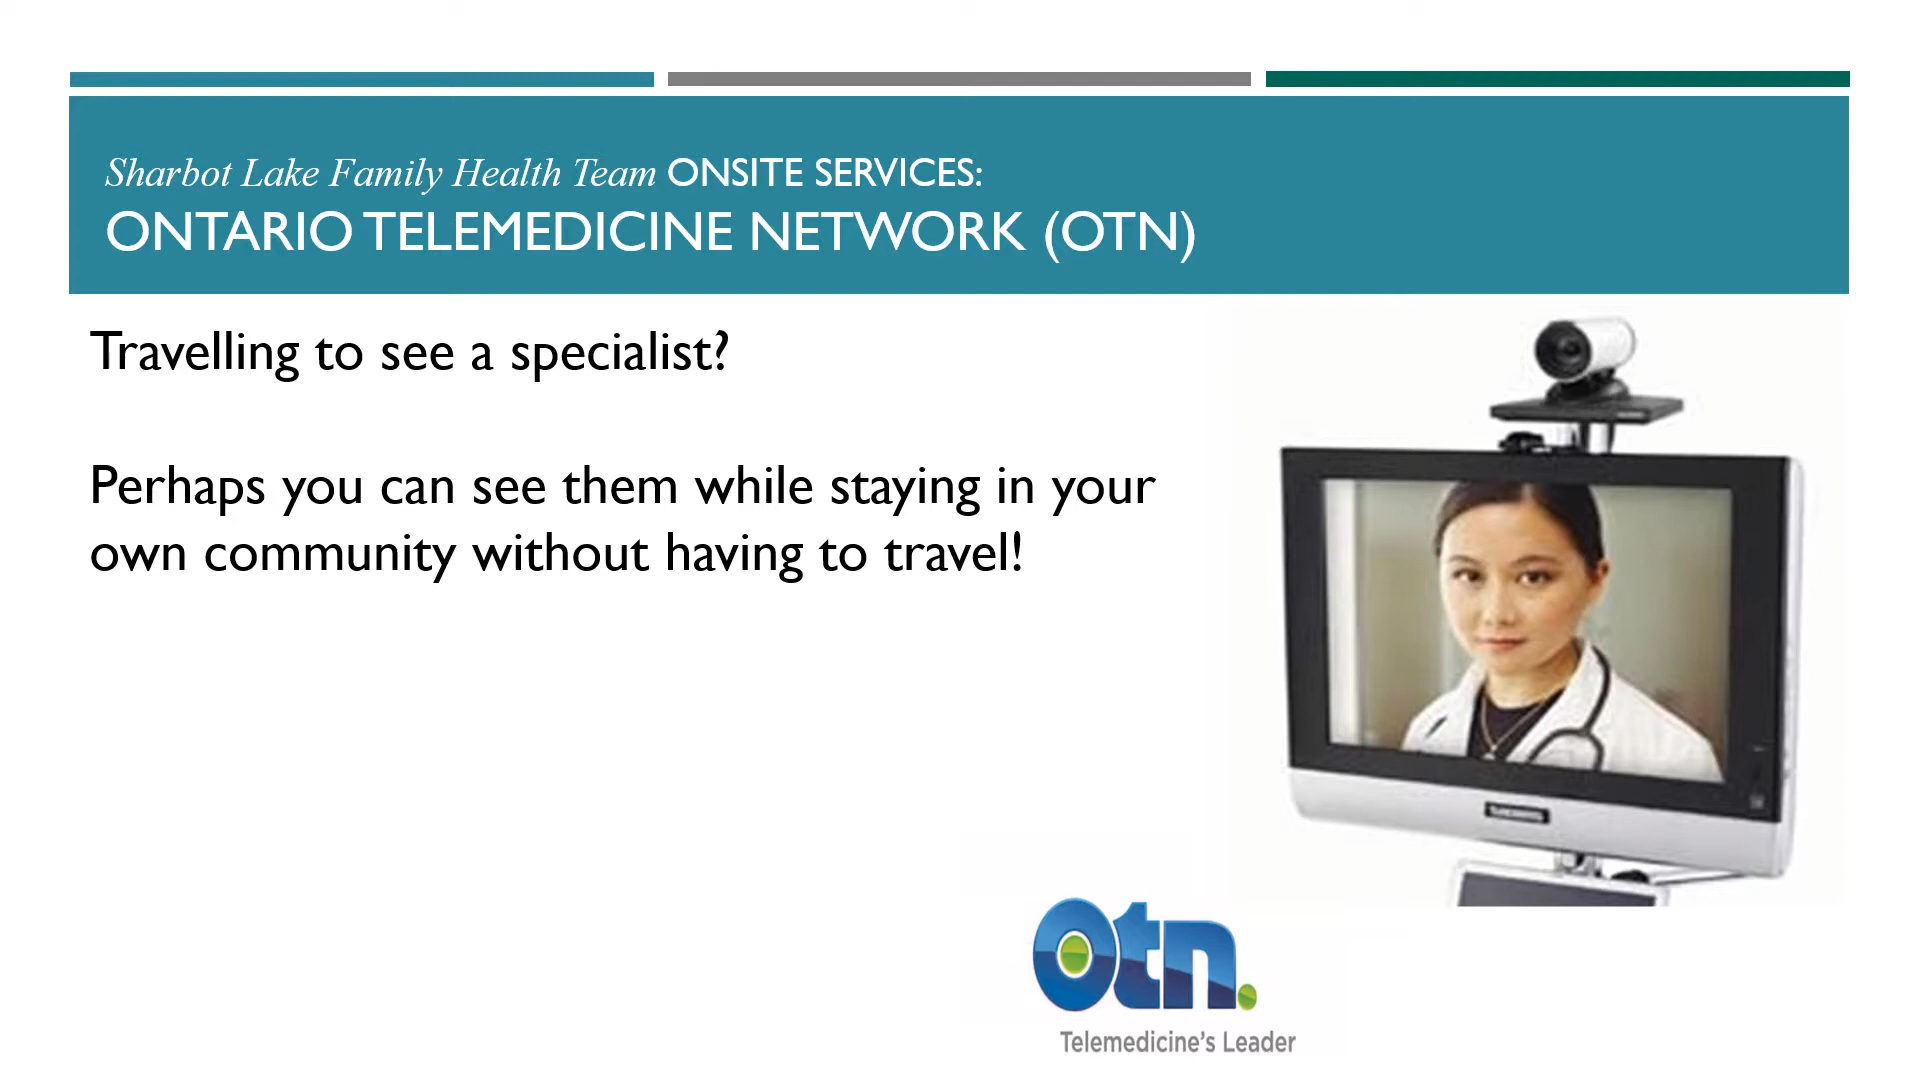 Sharbot Lake Family Health Team ONSITE SERVICES:
ONTARIO TELEMEDICINE NETWORK (OTN)
Travelling to see a specialist?
Perhaps you can see them while staying in your
own community without having to travel!
Otn.
Telemedicine's Leader